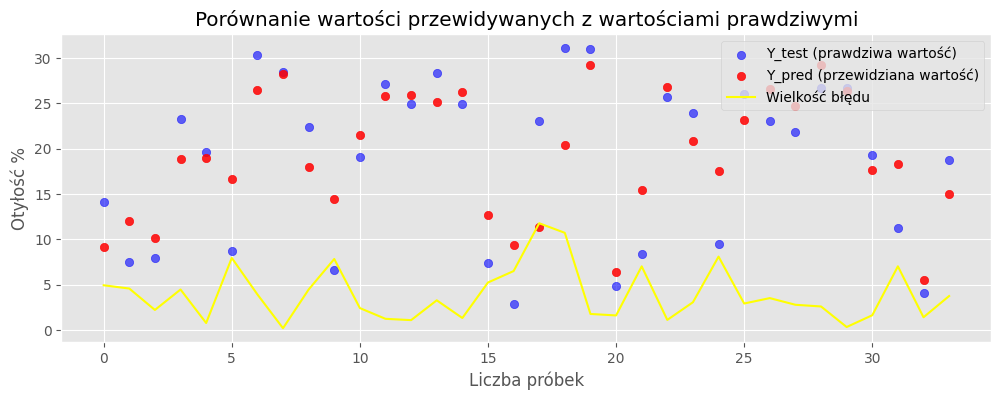 Porównanie wartości przewidywanych z wartościami prawdziwymi
Y_test (prawdziwa wartość)
Y_pred (przewidziana wartość)
Wielkość błędu
Otyłość %
30
25
20
15
10
5
0
0 5 10 15 20 25 30
Liczba próbek